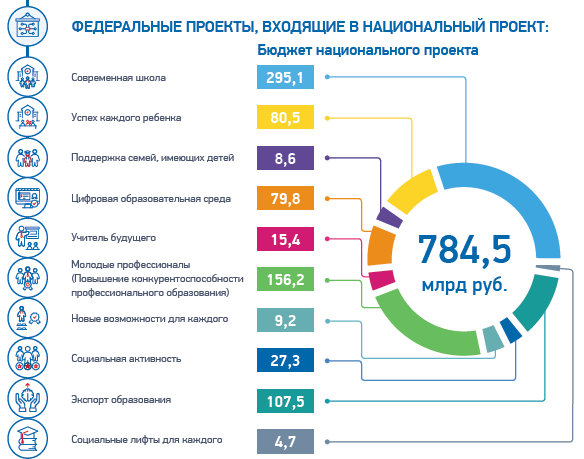 ФЕДЕРАЛЬНЫЕ ПРОЕКТЫ, ВХОДЯЩИЕ В НАЦИОНАЛЬНЫЙ ПРОЕКТ:
Бюджет национального проекта
Современная школа 295,1
Успех каждого ребенка 80,5
Поддержка семей, имеющих детей 8,6
Цифровая образовательная среда 79,8
Учитель будущего 15,4
Молодые профессионалы
(Повышение конкурентоспособности 156,2
профессионального образования)
Новые возможности для каждого 9,2
Социальная активность 27,3
Экспорт образования 107,5
Социальные лифты для каждого 4,7
784,5
млрд руб.